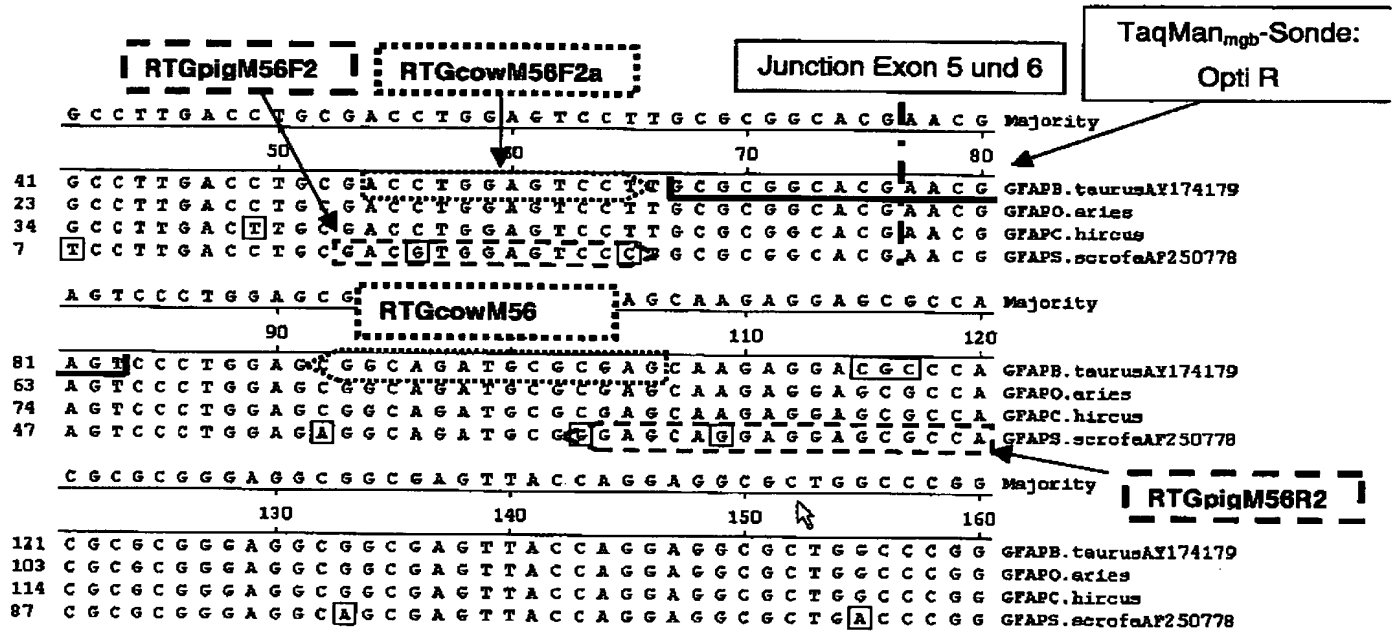 TaqMan_mgb-Sonde:
Opti R
RTGpigM56F2
RTGcowM56F2a
Junction Exon 5 und 6
G C C T T G A C C T G C G A C C T G G A G T C C T T G C G C G G C A C G A A C G Majority
50 60 70 80
41 G C C T T G A C C T G C G A C C T G G A G T C C T T G C G C G G C A C G A A C G GFAPB.taurusAY174179
23 G C C T T G A C C T G C G A C C T G G A G T C C T T G C G C G G C A C G A A C G GFAPO.aries
34 G C C T T G A C T T G C G A C C T G G A G T C C T T G C G C G G C A C G A A C G GFAPC.hircus
7 T C C T T G A C C T G C G A C G T G G A G T C C C G C G C G G C A C G A A C G GFAPS.scrofaAF250778
A G T C C C T G G A G C G A G C A A G A G G A G C G C C A Majority
RTGcowM56
90 110 120
81 A G T C C C T G G A G C G G C A G A T G C G C G A G C A A G A G G A C G C C C A GFAPB.taurusAY174179
63 A G T C C C T G G A G C G G C A G A T G C G C G A G C A A G A G G A G C G C C A GFAPO.aries
74 A G T C C C T G G A G C G G C A G A T G C G C G A G C A A G A G G A G C G C C A GFAPC.hircus
47 A G T C C C T G G A G A G G C A G A T G C G G G A G C A G G A G G A G C G C C A GFAPS.scrofaAF250778
C G C G C G G G A G G C G G C G A G T T A C C A G G A G G C G C T G G C C C G G Majority
RTGpigM56R2
130 140 150 160
121 C G C G C G G G A G G C G G C G A G T T A C C A G G A G G C G C T G G C C C G G GFAPB.taurusAY174179
103 C G C G C G G G A G G C G G C G A G T T A C C A G G A G G C G C T G G C C C G G GFAPO.aries
114 C G C G C G G G A G G C G G C G A G T T A C C A G G A G G C G C T G G C C C G G GFAPC.hircus
87 C G C G C G G G A G G C A G C G A G T T A C C A G G A G G C G C T G A C C C G G GFAPS.scrofaAF250778